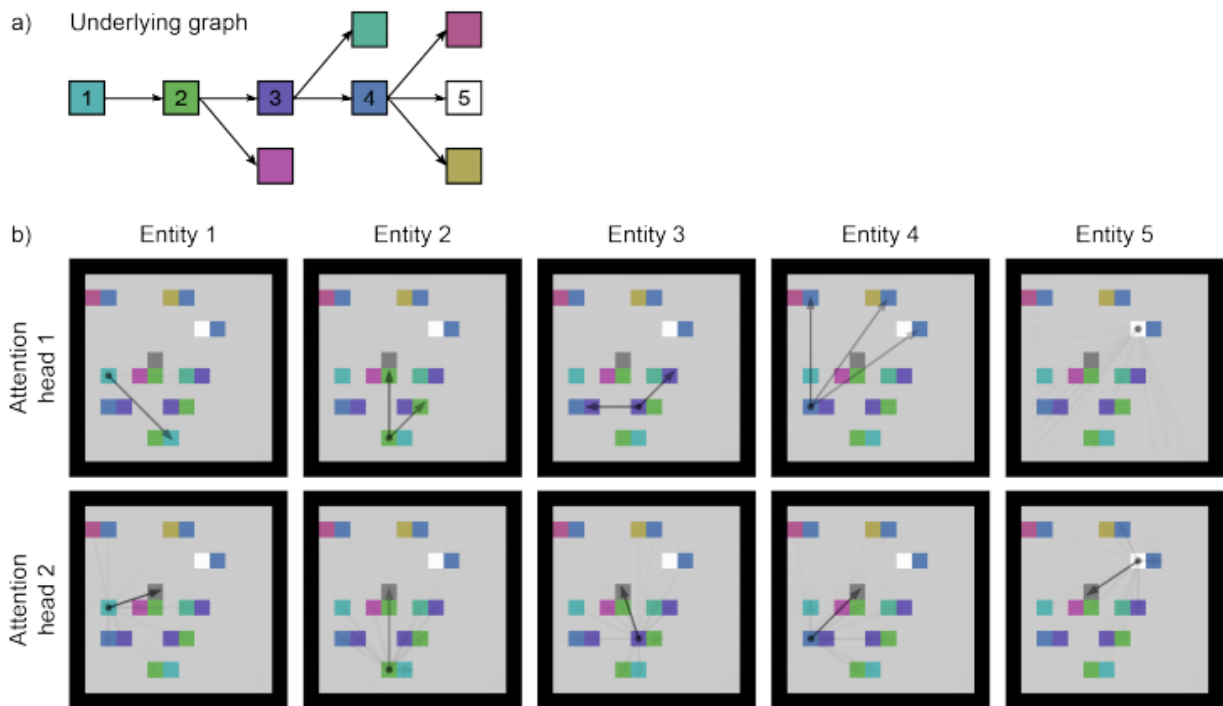 a) Underlying graph
1 2 3 4 5
b) Entity 1 Entity 2 Entity 3 Entity 4 Entity 5
Attention
head 1
Attention
head 2